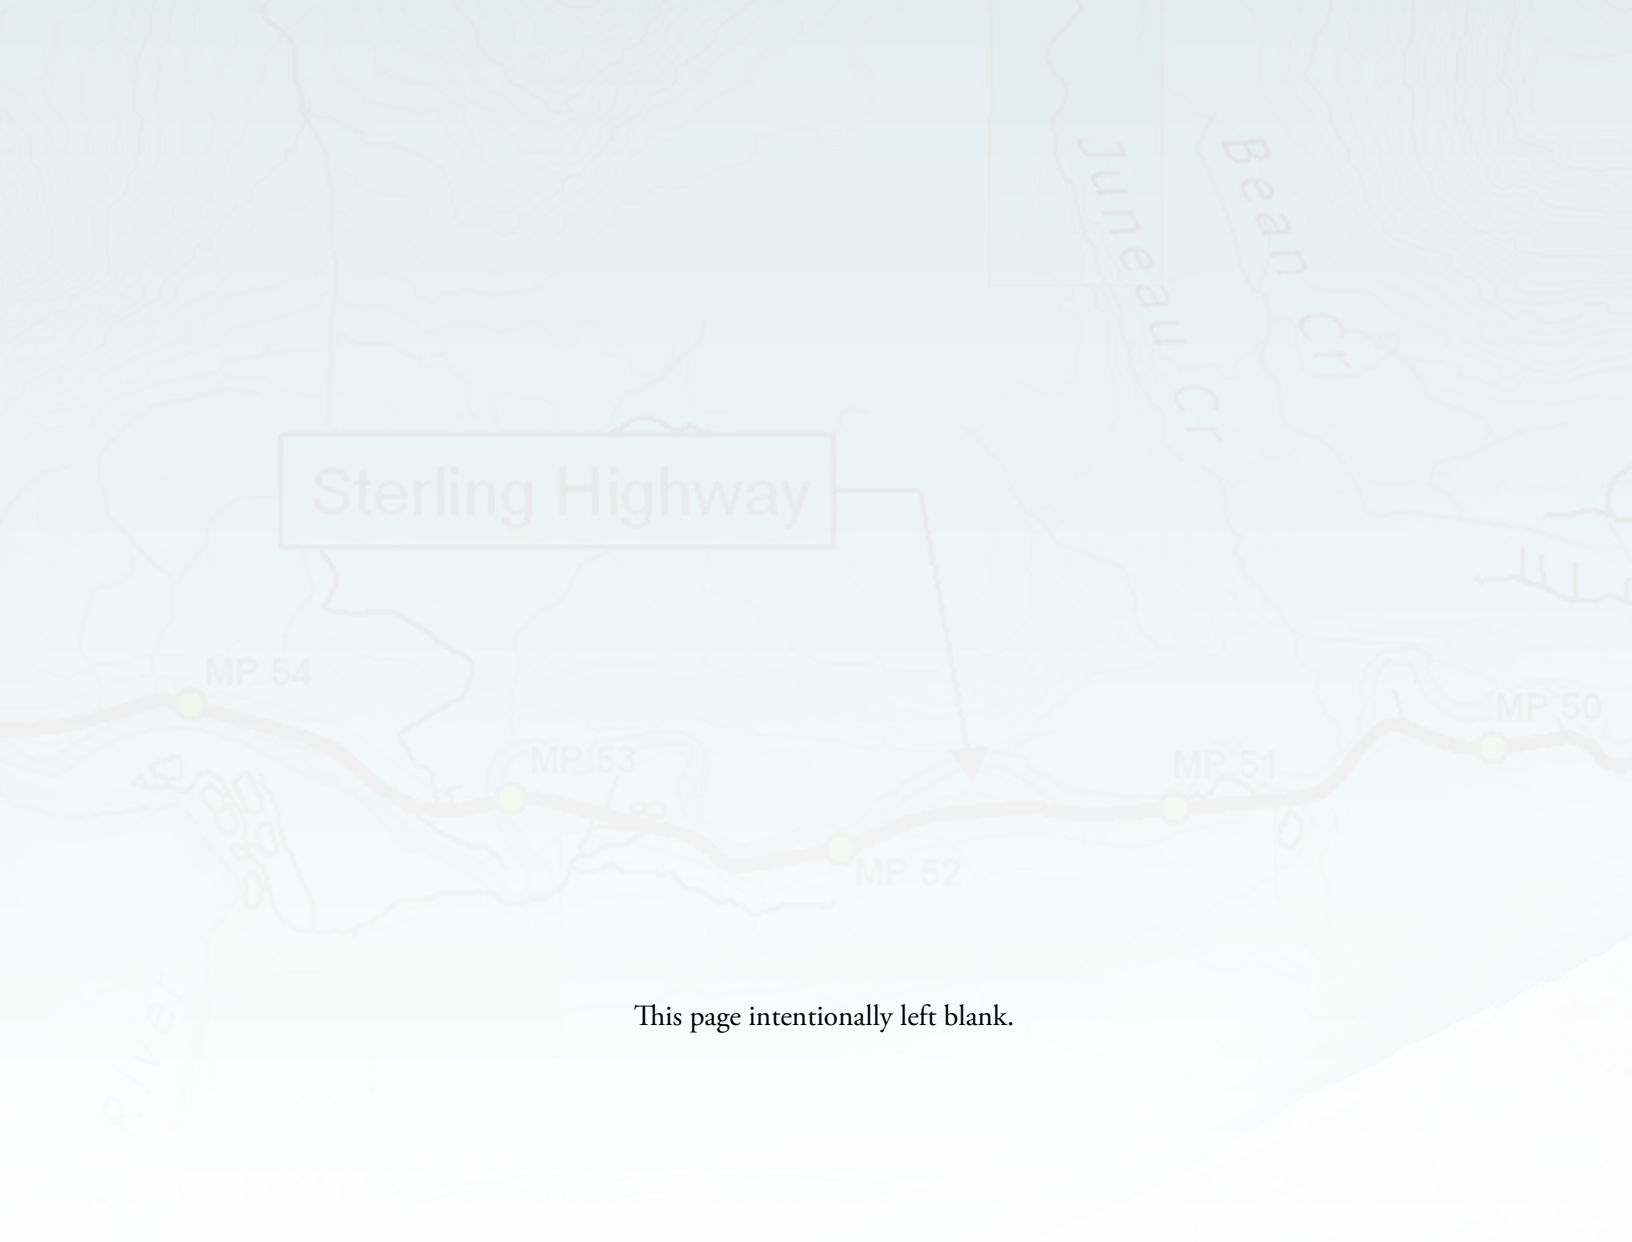 Juneau Cr
Bean Cr
Sterling Highway
MP 54
MP 50
MP 53
MP 51
MP 52
River
This page intentionally left blank.